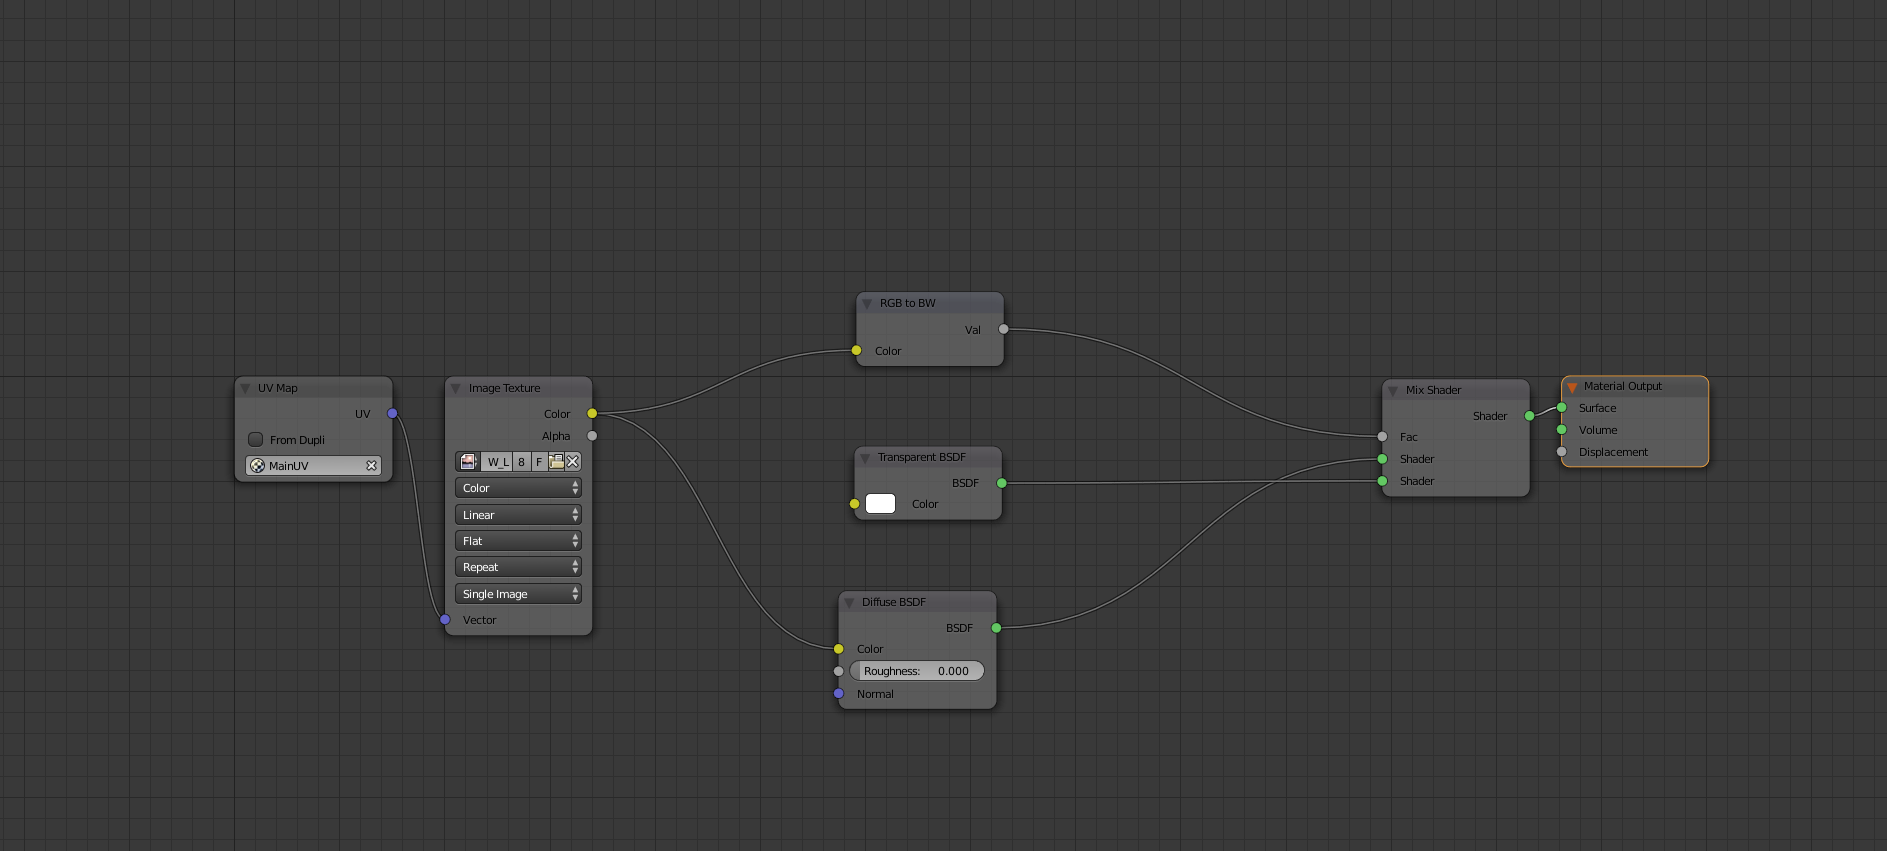 UV Map
UV
From Dupli
MainUV
Image Texture
Color
Alpha
W_L 8 F
Color
Linear
Flat
Repeat
Single Image
Vector
RGB to BW
Val
Color
Transparent BSDF
BSDF
Color
Diffuse BSDF
BSDF
Color
Roughness: 0.000
Normal
Mix Shader
Shader
Fac
Shader
Shader
Material Output
Surface
Volume
Displacement